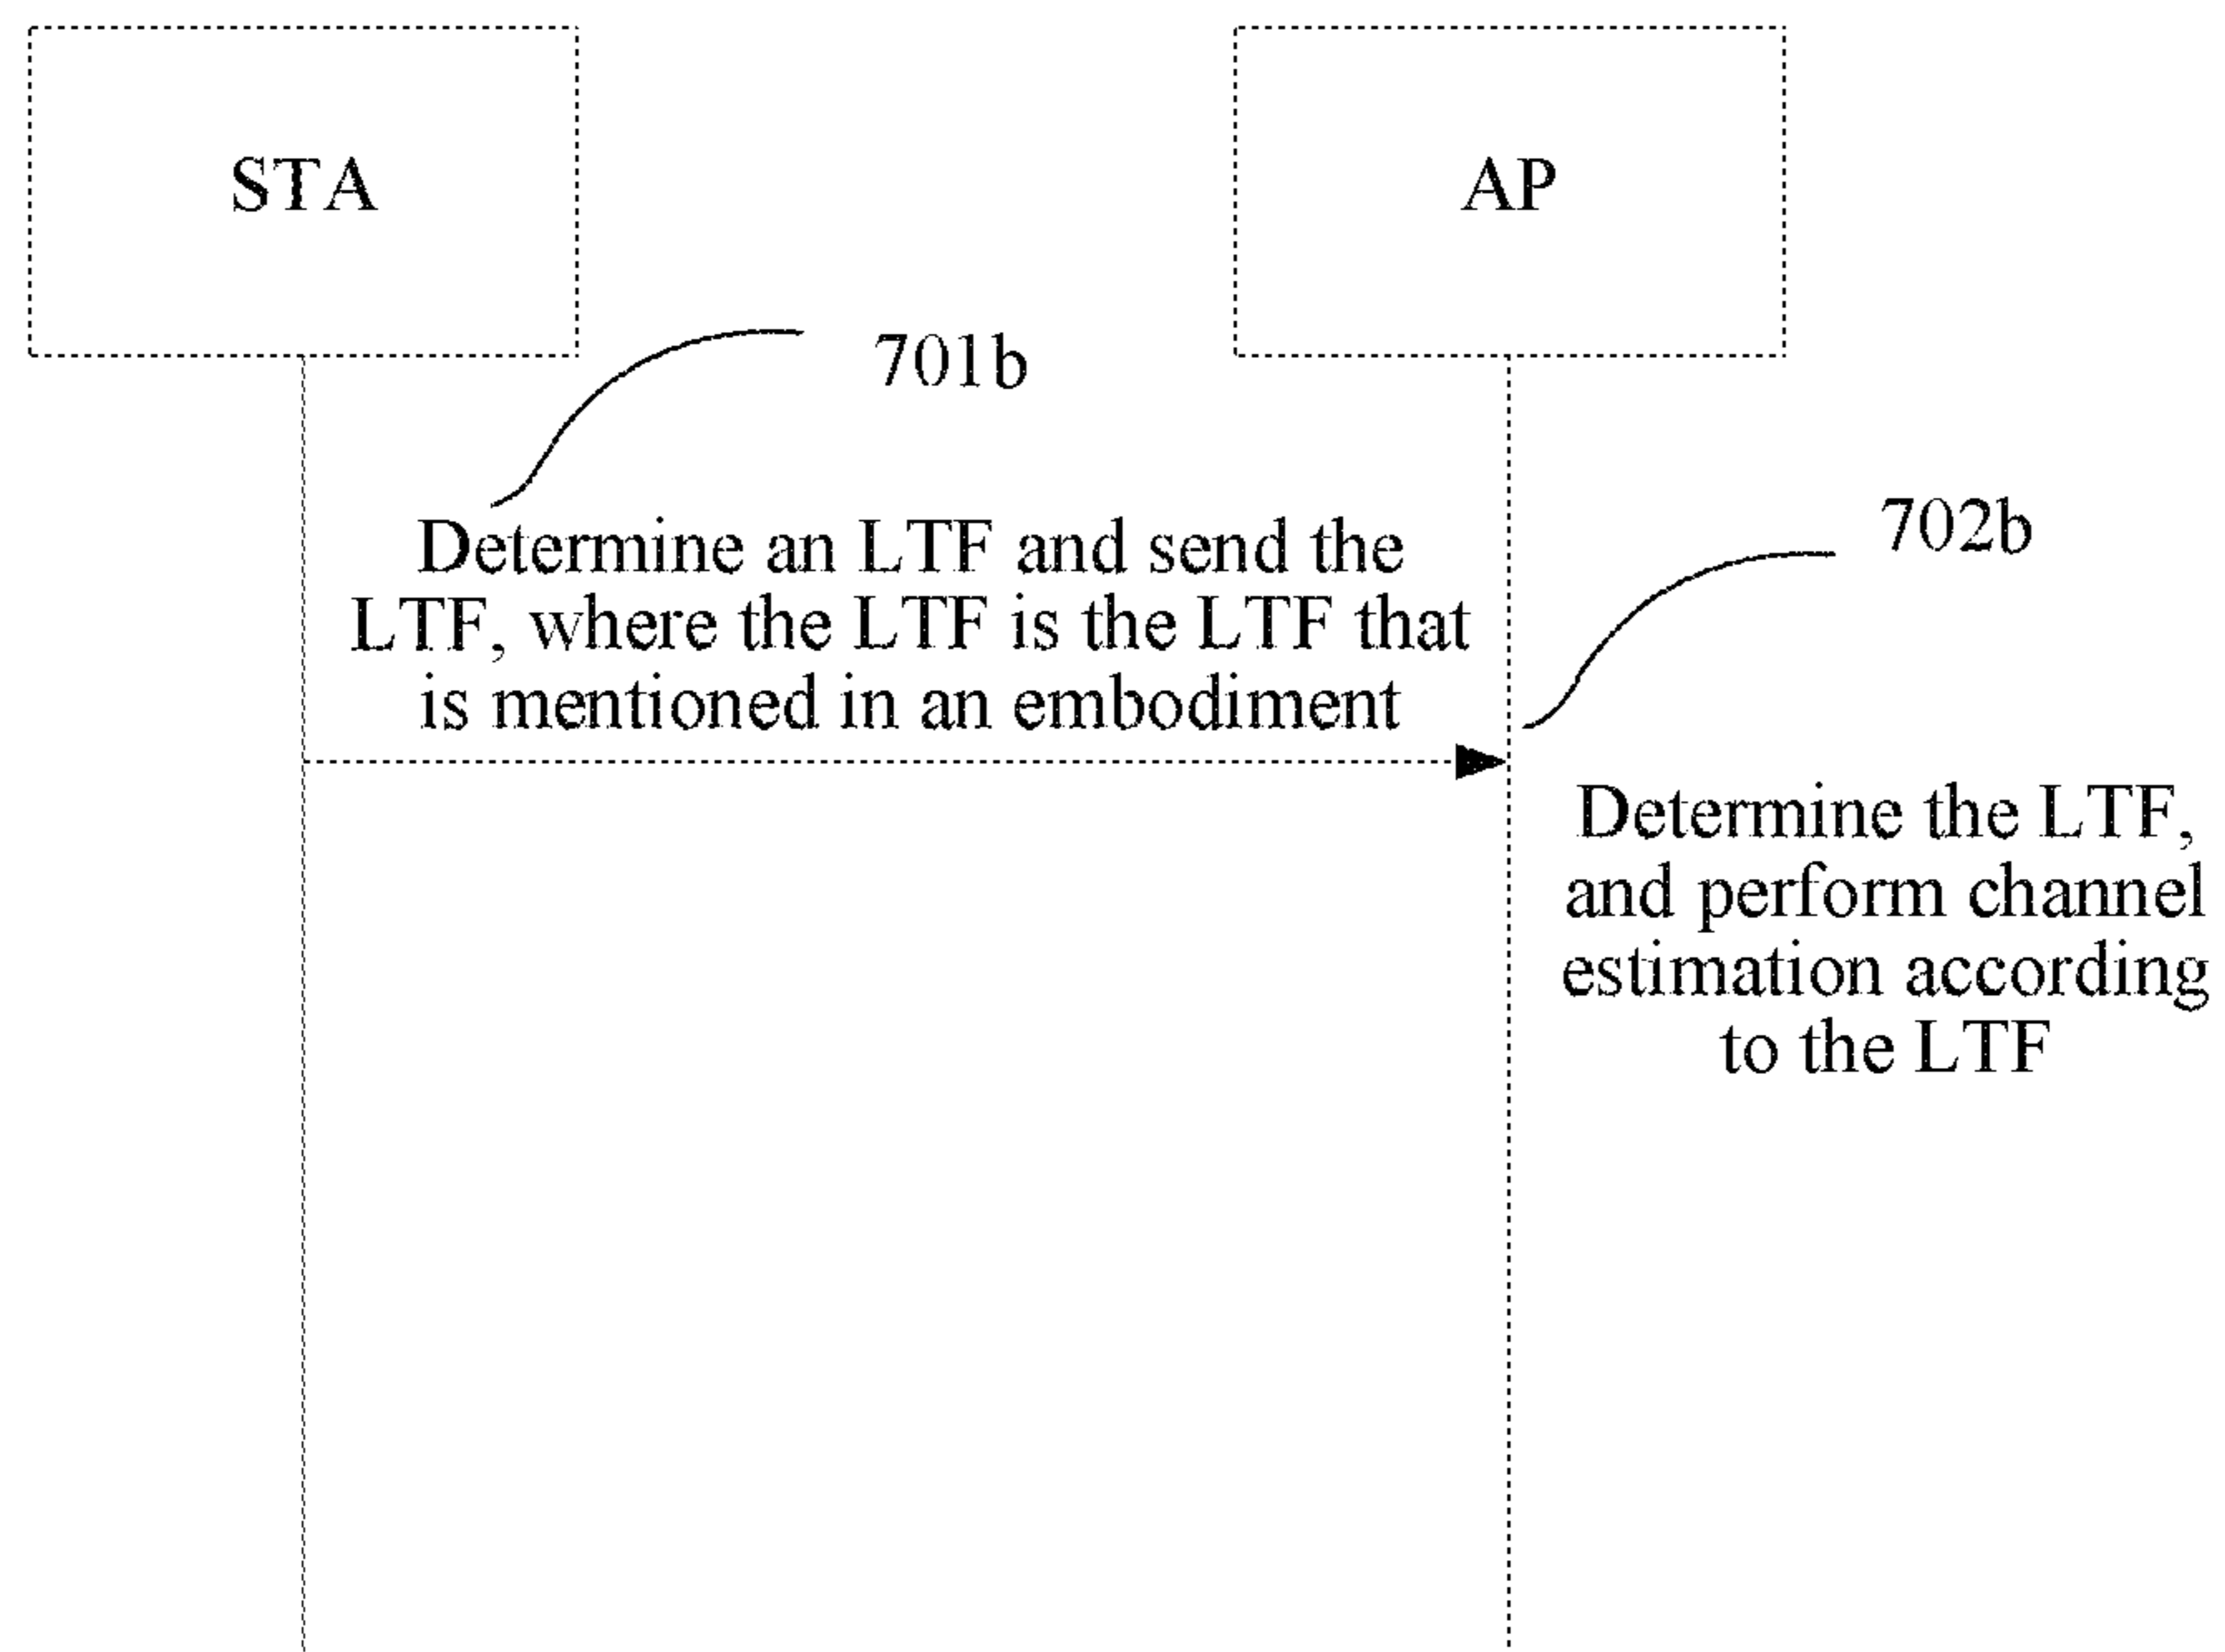 STA
AP
701b
Determine an LTF and send the
LTF, where the LTF is the LTF that
is mentioned in an embodiment
702b
Determine the LTF,
and perform channel
estimation according
to the LTF